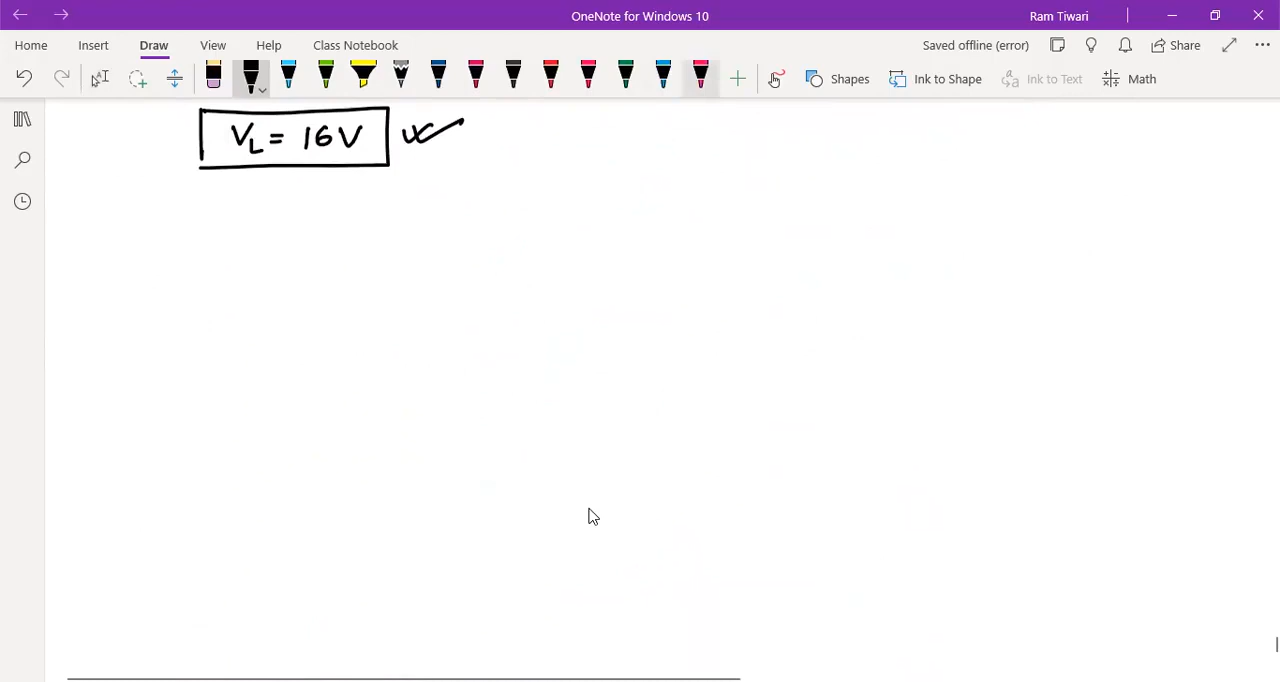 OneNote for Windows 10
Ram Tiwari
Home Insert Draw View Help Class Notebook
Saved offline (error)
Share
Shapes
Ink to Shape
Ink to Text
Math
VL = 16V